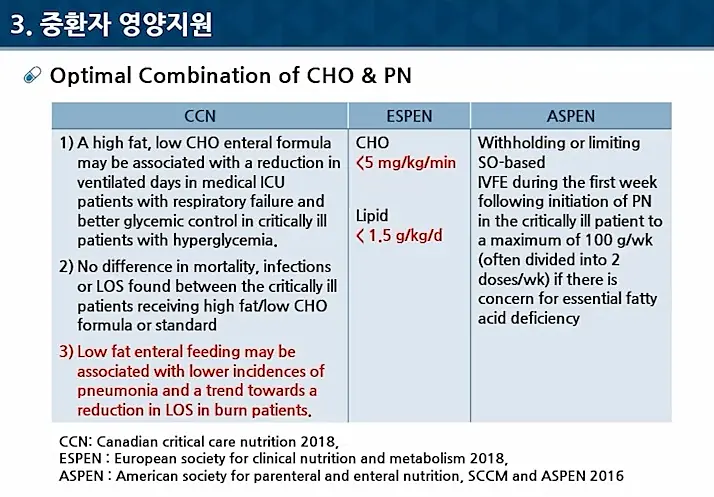 3. 중환자 영양지원
Optimal Combination of CHO & PN
CCN
1) A high fat, low CHO enteral formula
may be associated with a reduction in
ventilated days in medical ICU
patients with respiratory failure and
better glycemic control in critically ill
patients with hyperglycemia.
2) No difference in mortality, infections
or LOS found between the critically ill
patients receiving high fat/low CHO
formula or standard
3) Low fat enteral feeding may be
associated with lower incidences of
pneumonia and a trend towards a
reduction in LOS in burn patients.
ESPEN
CHO
<5 mg/kg/min
Lipid
< 1.5 g/kg/d
ASPEN
Withholding or limiting
SO-based
IVFE during the first week
following initiation of PN
in the critically ill patient to
a maximum of 100 g/wk
(often divided into 2
doses/wk) if there is
concern for essential fatty
acid deficiency
CCN: Canadian critical care nutrition 2018,
ESPEN : European society for clinical nutrition and metabolism 2018,
ASPEN : American society for parenteral and enteral nutrition, SCCM and ASPEN 2016